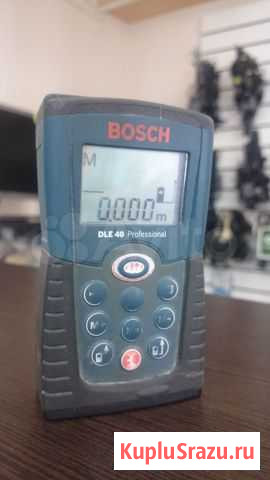 BOSCH
M
0.000m
DLE 40 Professional
KupluSrazu.ru